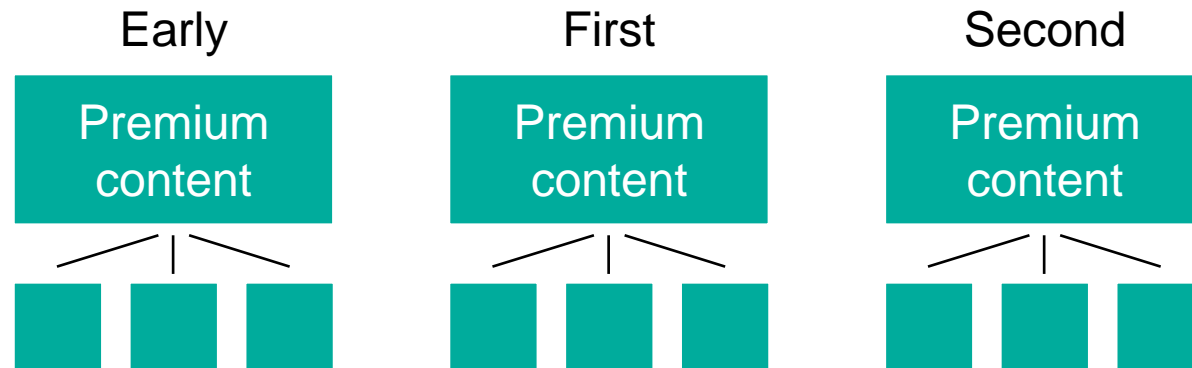 Early
First
Second
Premium
content
Premium
content
Premium
content